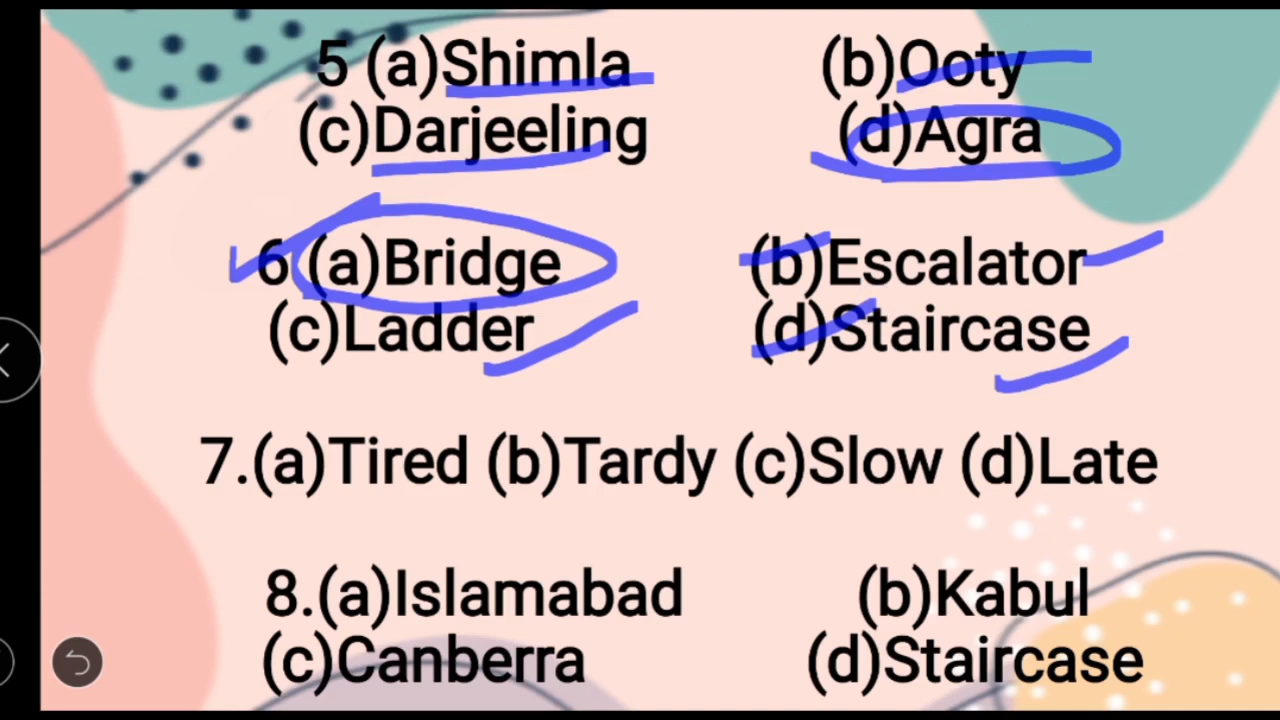 5 (a)Shimla (b)Ooty
(c)Darjeeling (d)Agra
6 (a)Bridge (b)Escalator
(c)Ladder (d)Staircase
7.(a)Tired (b)Tardy (c)Slow (d)Late
8.(a)Islamabad (b)Kabul
(c)Canberra (d)Staircase